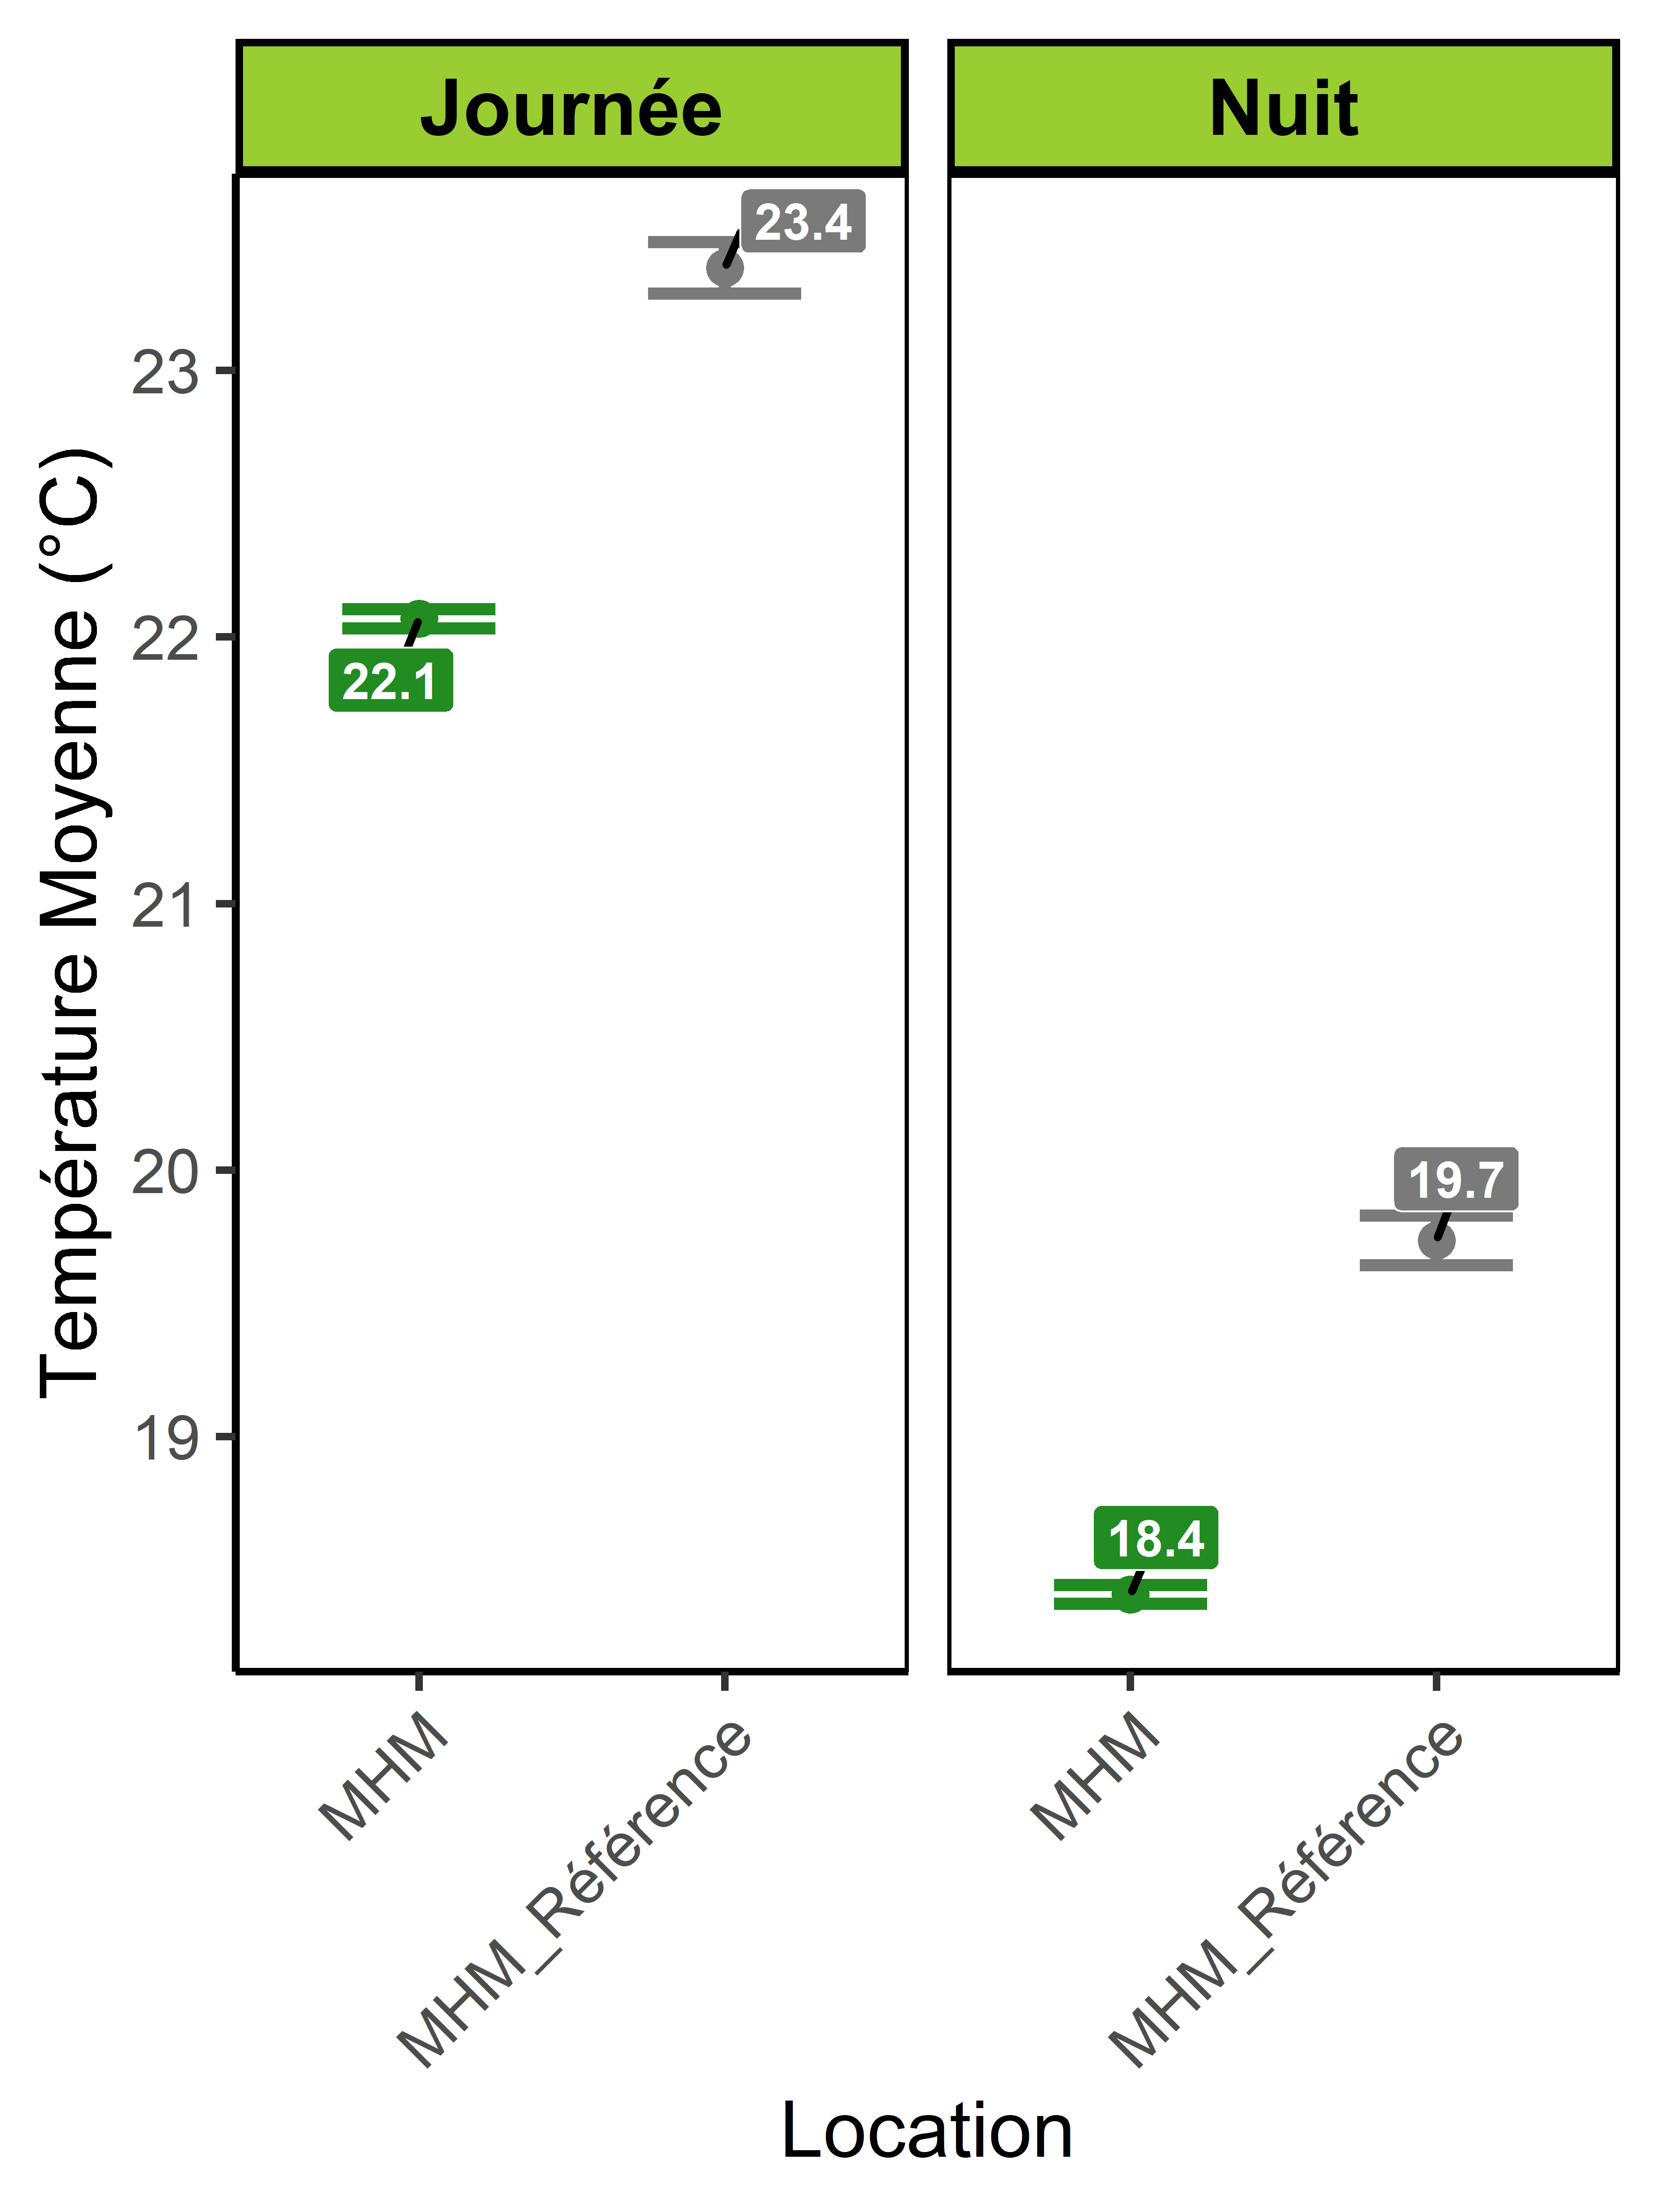 Journée
Nuit
Température Moyenne (°C)
23
22
21
20
19
23.4
22.1
19.7
18.4
MHM
MHM_Référence
MHM
MHM_Référence
Location